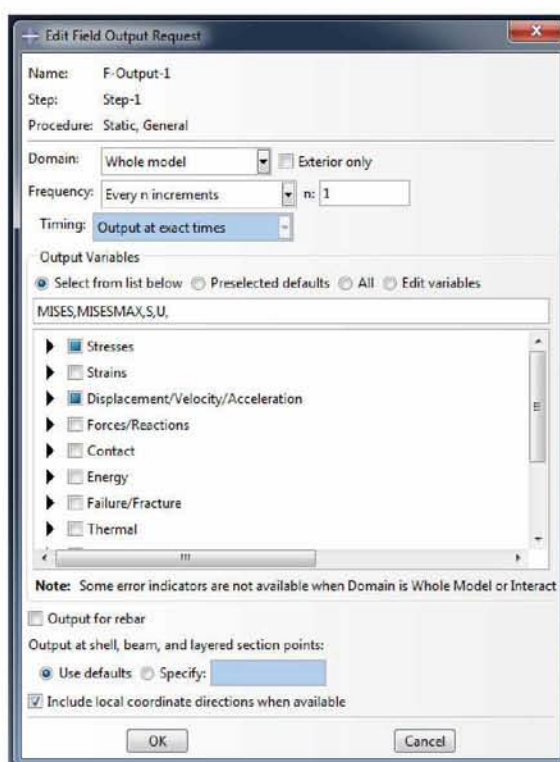 Edit Field Output Request
Name: F-Output-1
Step: Step-1
Procedure: Static, General
Domain: Whole model Exterior only
Frequency: Every n increments n: 1
Timing: Output at exact times
Output Variables
Select from list below Preselected defaults All Edit variables
MISES,MISESMAX,S,U,
Stresses
Strains
Displacement/Velocity/Acceleration
Forces/Reactions
Contact
Energy
Failure/Fracture
Thermal
Note: Some error indicators are not available when Domain is Whole Model or Interact
Output for rebar
Output at shell, beam, and layered section points:
Use defaults Specify:
Include local coordinate directions when available
OK Cancel